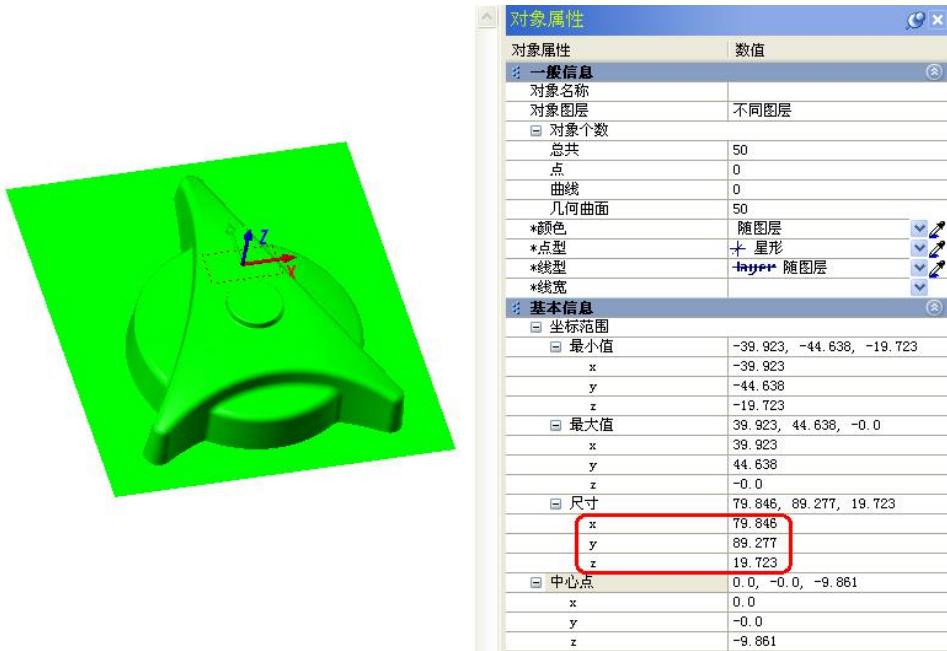 对象属性
对象属性 数值
一般信息
对象名称
对象图层 不同图层
对象个数
总共 50
点 0
曲线 0
几何曲面 50
*颜色 随图层
*点型 星形
*线型 layer 随图层
*线宽
基本信息
坐标范围
最小值 -39.923, -44.638, -19.723
x -39.923
y -44.638
z -19.723
最大值 39.923, 44.638, -0.0
x 39.923
y 44.638
z -0.0
尺寸 79.846, 89.277, 19.723
x 79.846
y 89.277
z 19.723
中心点 0.0, -0.0, -9.861
x 0.0
y -0.0
z -9.861
Z